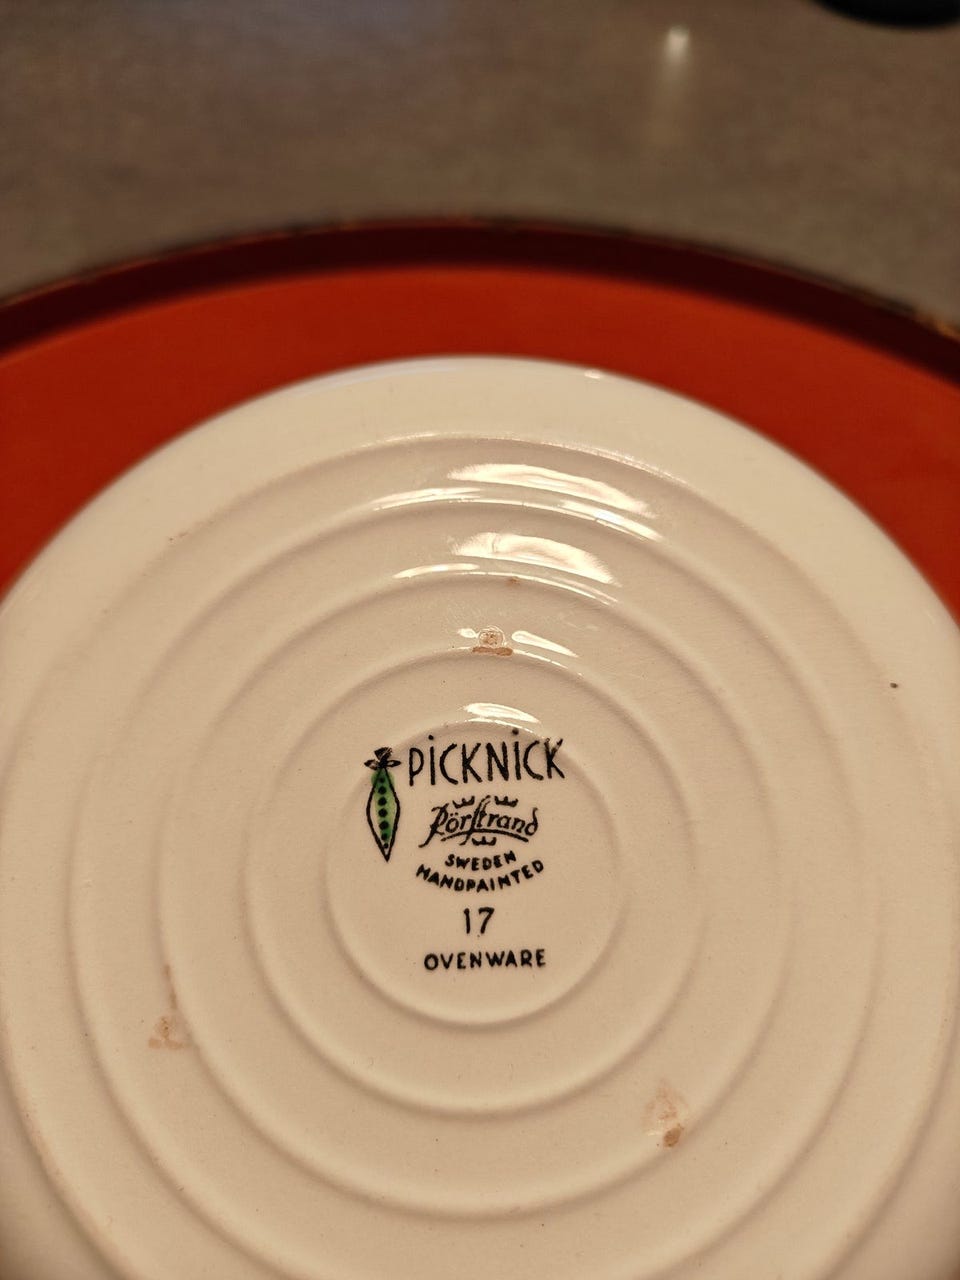 PiCKNiCK
Rörstrand
SWEDEN
HANDPAINTED
17
OVENWARE